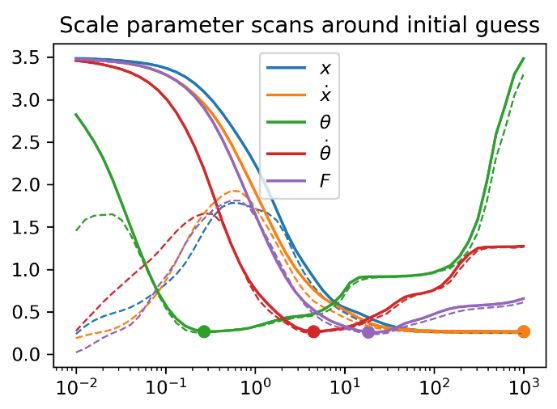 Scale parameter scans around initial guess
3.5
3.0
2.5
2.0
1.5
1.0
0.5
0.0
x
ẋ
θ
θ̇
F
10⁻² 10⁻¹ 10⁰ 10¹ 10² 10³